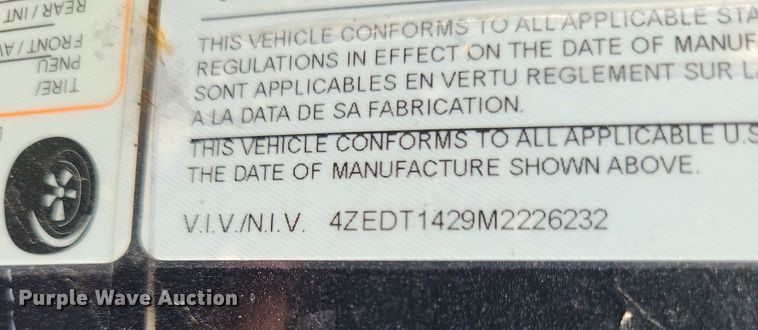 REAR / INT
FRONT / AV
PNEU
TIRE/
THIS VEHICLE CONFORMS TO ALL APPLICABLE STA
REGULATIONS IN EFFECT ON THE DATE OF MANUF
SONT APPLICABLES EN VERTU REGLEMENT SUR LA
A LA DATA DE SA FABRICATION.
THIS VEHICLE CONFORMS TO ALL APPLICABLE U.S
THE DATE OF MANUFACTURE SHOWN ABOVE.
V.I.V./N.I.V. 4ZEDT1429M2226232
Purple Wave Auction